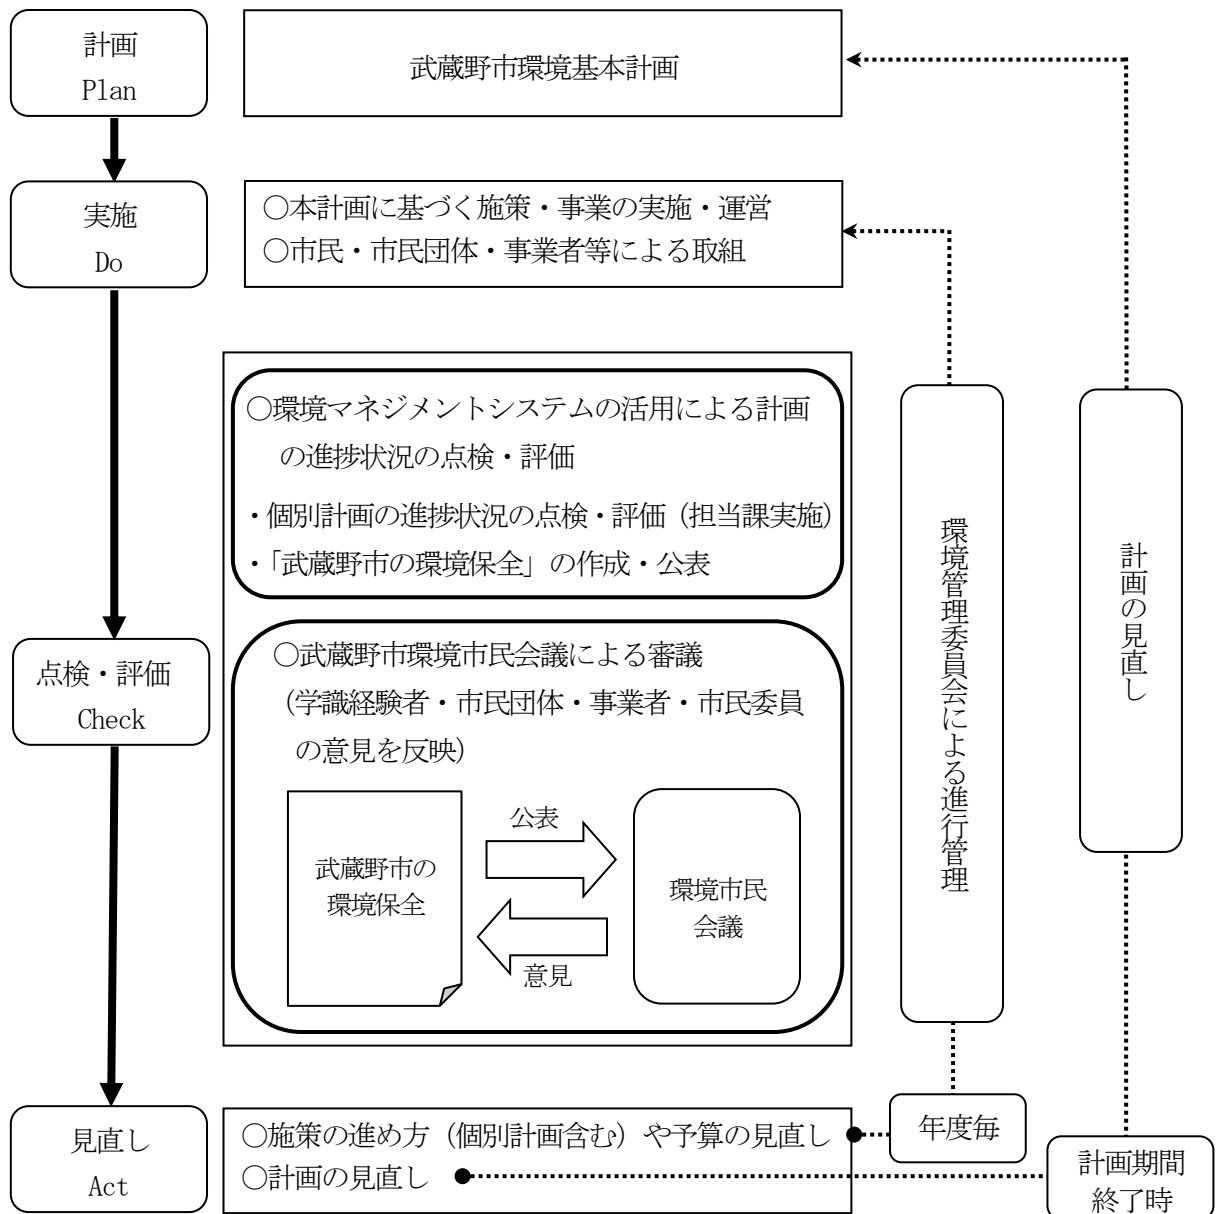 計画
Plan
武蔵野市環境基本計画
実施
Do
○本計画に基づく施策・事業の実施・運営
○市民・市民団体・事業者等による取組
点検・評価
Check
○環境マネジメントシステムの活用による計画
の進捗状況の点検・評価
・個別計画の進捗状況の点検・評価（担当課実施）
・「武蔵野市の環境保全」の作成・公表
○武蔵野市環境市民会議による審議
（学識経験者・市民団体・事業者・市民委員
の意見を反映）
武蔵野市の
環境保全
公表
意見
環境市民
会議
環境管理委員会による進行管理
計画の見直し
見直し
Act
○施策の進め方（個別計画含む）や予算の見直し
○計画の見直し
年度毎
計画期間
終了時